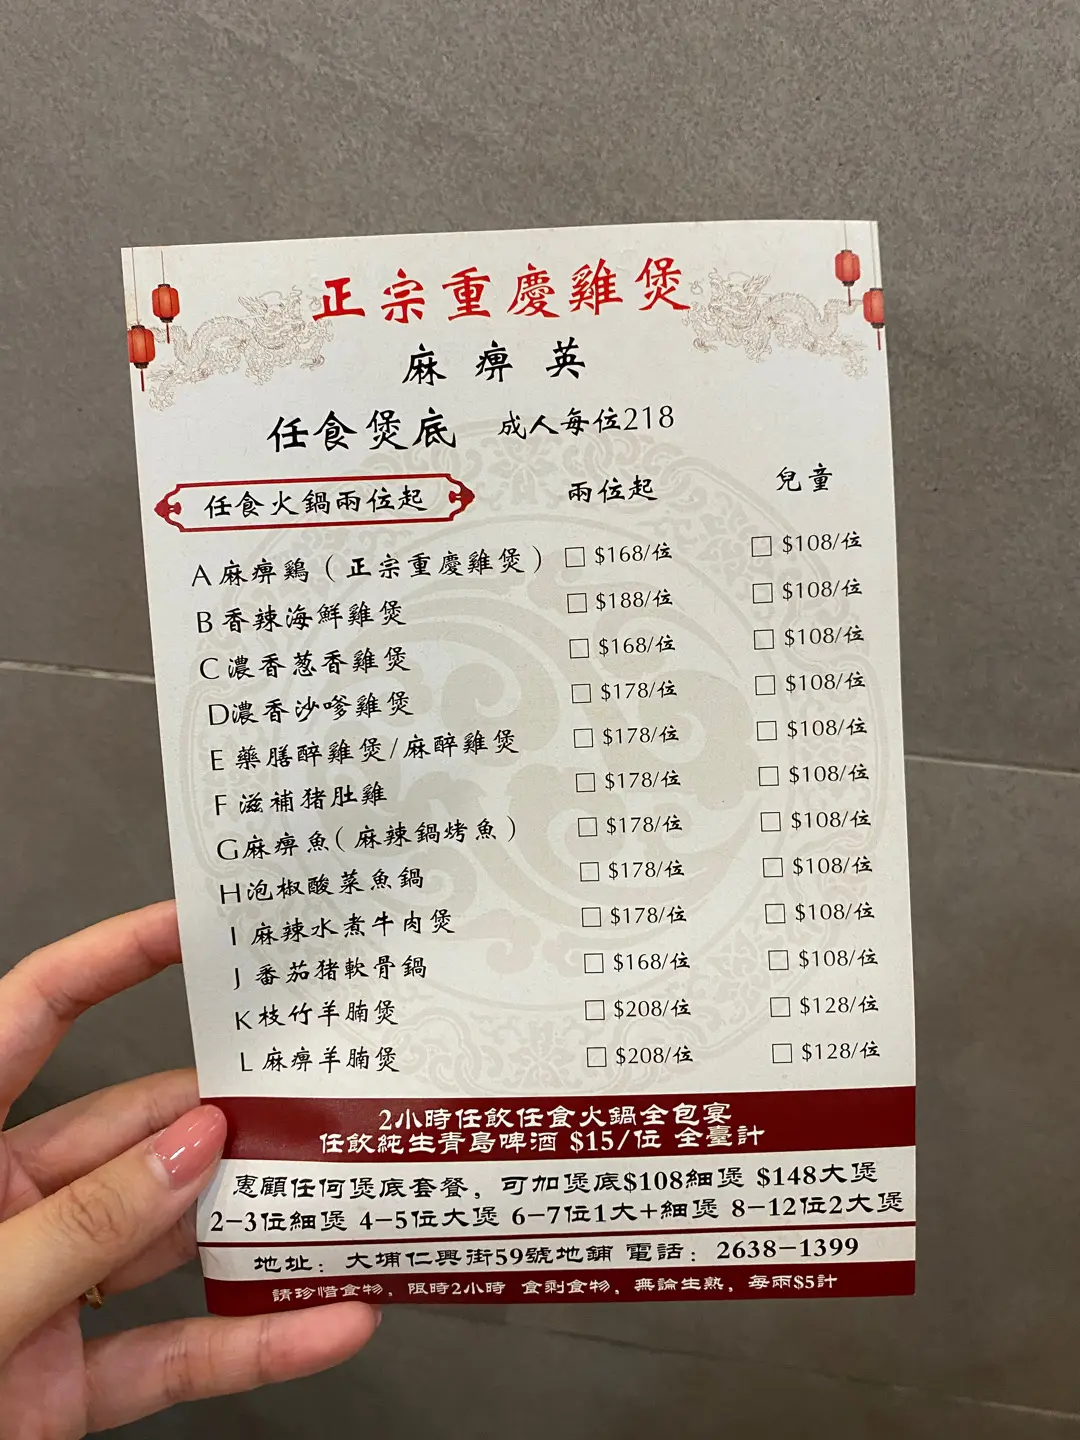 正宗重慶雞煲
麻痹英
任食煲底 成人每位218
任食火鍋兩位起 兩位起 兒童
A 麻痹鷄（正宗重慶雞煲） □ $168/位 □ $108/位
B 香辣海鮮雞煲 □ $188/位 □ $108/位
C 濃香葱香雞煲 □ $168/位 □ $108/位
D濃香沙嗲雞煲 □ $178/位 □ $108/位
E 藥膳醉雞煲/麻醉雞煲 □ $178/位 □ $108/位
F 滋補猪肚雞 □ $178/位 □ $108/位
G麻痹魚（麻辣鍋烤魚） □ $178/位 □ $108/位
H泡椒酸菜魚鍋 □ $178/位 □ $108/位
I 麻辣水煮牛肉煲 □ $178/位 □ $108/位
J 番茄猪軟骨鍋 □ $168/位 □ $108/位
K 枝竹羊腩煲 □ $208/位 □ $128/位
L 麻痹羊腩煲 □ $208/位 □ $128/位
2小時任飲任食火鍋全包宴
任飲純生青島啤酒 $15/位 全臺計
惠顧任何煲底套餐，可加煲底$108細煲 $148大煲
2-3位細煲 4-5位大煲 6-7位1大+細煲 8-12位2大煲
地址：大埔仁興街59號地鋪 電話：2638-1399
請珍惜食物，限時2小時 食剩食物，無論生熟，每兩$5計